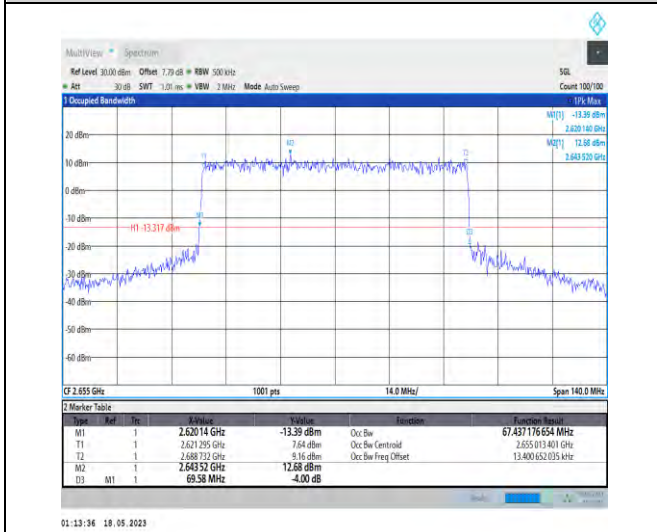 MultiView Spectrum
Ref Level 30.00 dBm Offset 7.79 dB RBW 500 kHz SGL
Att 30 dB SWT 1.01 ms VBW 2 MHz Mode Auto Sweep Count 100/100
1 Occupied Bandwidth 1Pk Max
M1[1] -13.39 dBm
2.620 140 GHz
M2[1] 12.68 dBm
2.643 520 GHz
20 dBm
10 dBm
0 dBm
-10 dBm
H1 -13.317 dBm
-30 dBm
-40 dBm
-50 dBm
-60 dBm
T1
M2
T2
M1
D3
CF 2.655 GHz 1001 pts 14.0 MHz/ Span 140.0 MHz
2 Marker Table
Type Ref Trc X-Value Y-Value Function Function Result
M1 1 2.62014 GHz -13.39 dBm Occ Bw 67.437176654 MHz
T1 1 2.621295 GHz 7.64 dBm Occ Bw Centroid 2.655013401 GHz
T2 1 2.688732 GHz 9.16 dBm Occ Bw Freq Offset 13.400652035 kHz
M2 1 2.64352 GHz 12.68 dBm
D3 M1 1 69.58 MHz -4.00 dB
01:13:36 18.05.2023